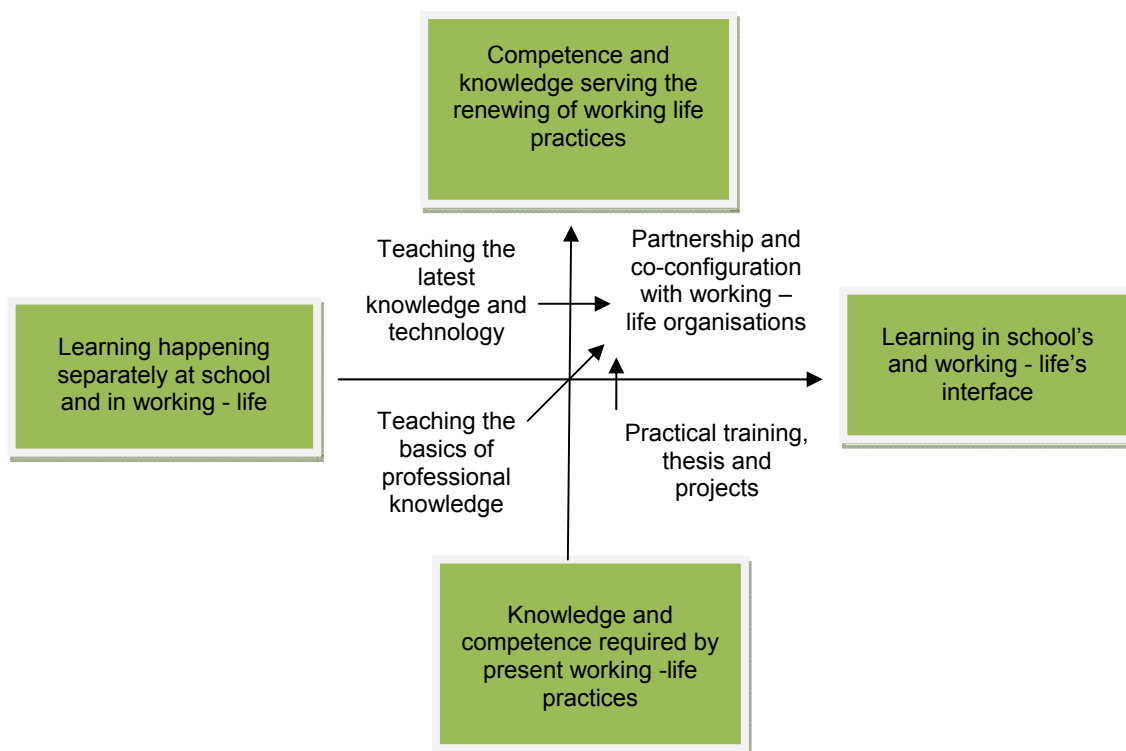 Competence and
knowledge serving the
renewing of working life
practices
Teaching the
latest
knowledge and
technology
Partnership and
co-configuration
with working –
life organisations
Learning happening
separately at school
and in working - life
Learning in school’s
and working - life’s
interface
Teaching the
basics of
professional
knowledge
Practical training,
thesis and
projects
Knowledge and
competence required by
present working -life
practices